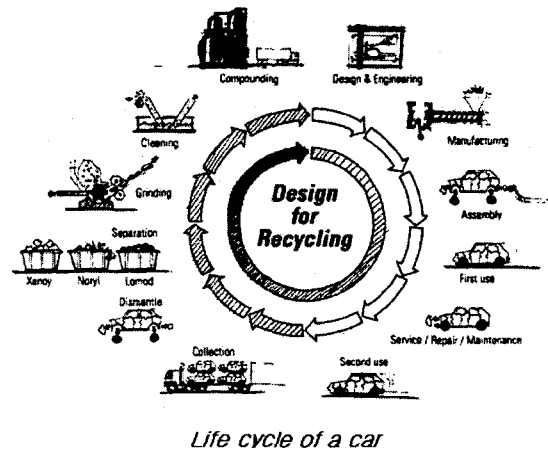 Compounding
Design & Engineering
Cleaning
Manufacturing
Grinding
Assembly
Design
for
Recycling
Separation
Xenoy Noryl Lomod
First use
Dismantle
Service / Repair / Maintenance
Collection
Second use
Life cycle of a car